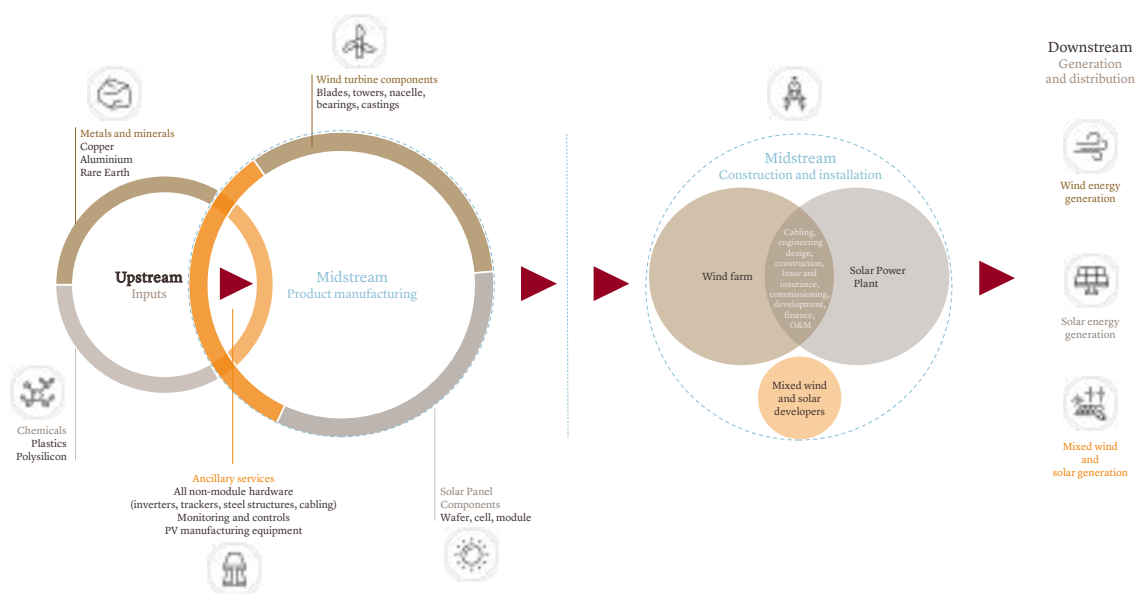 Wind turbine components
Blades, towers, nacelle,
bearings, castings
Metals and minerals
Copper
Aluminium
Rare Earth
Upstream
Inputs
Midstream
Product manufacturing
Chemicals
Plastics
Polysilicon
Ancillary services
All non-module hardware
(inverters, trackers, steel structures, cabling)
Monitoring and controls
PV manufacturing equipment
Solar Panel
Components
Wafer, cell, module
Midstream
Construction and installation
Wind farm
Cabling,
engineering
design,
construction,
lease and
insurance,
commissioning,
development,
finance,
O&M
Solar Power
Plant
Mixed wind
and solar
developers
Downstream
Generation
and distribution
Wind energy
generation
Solar energy
generation
Mixed wind
and
solar generation